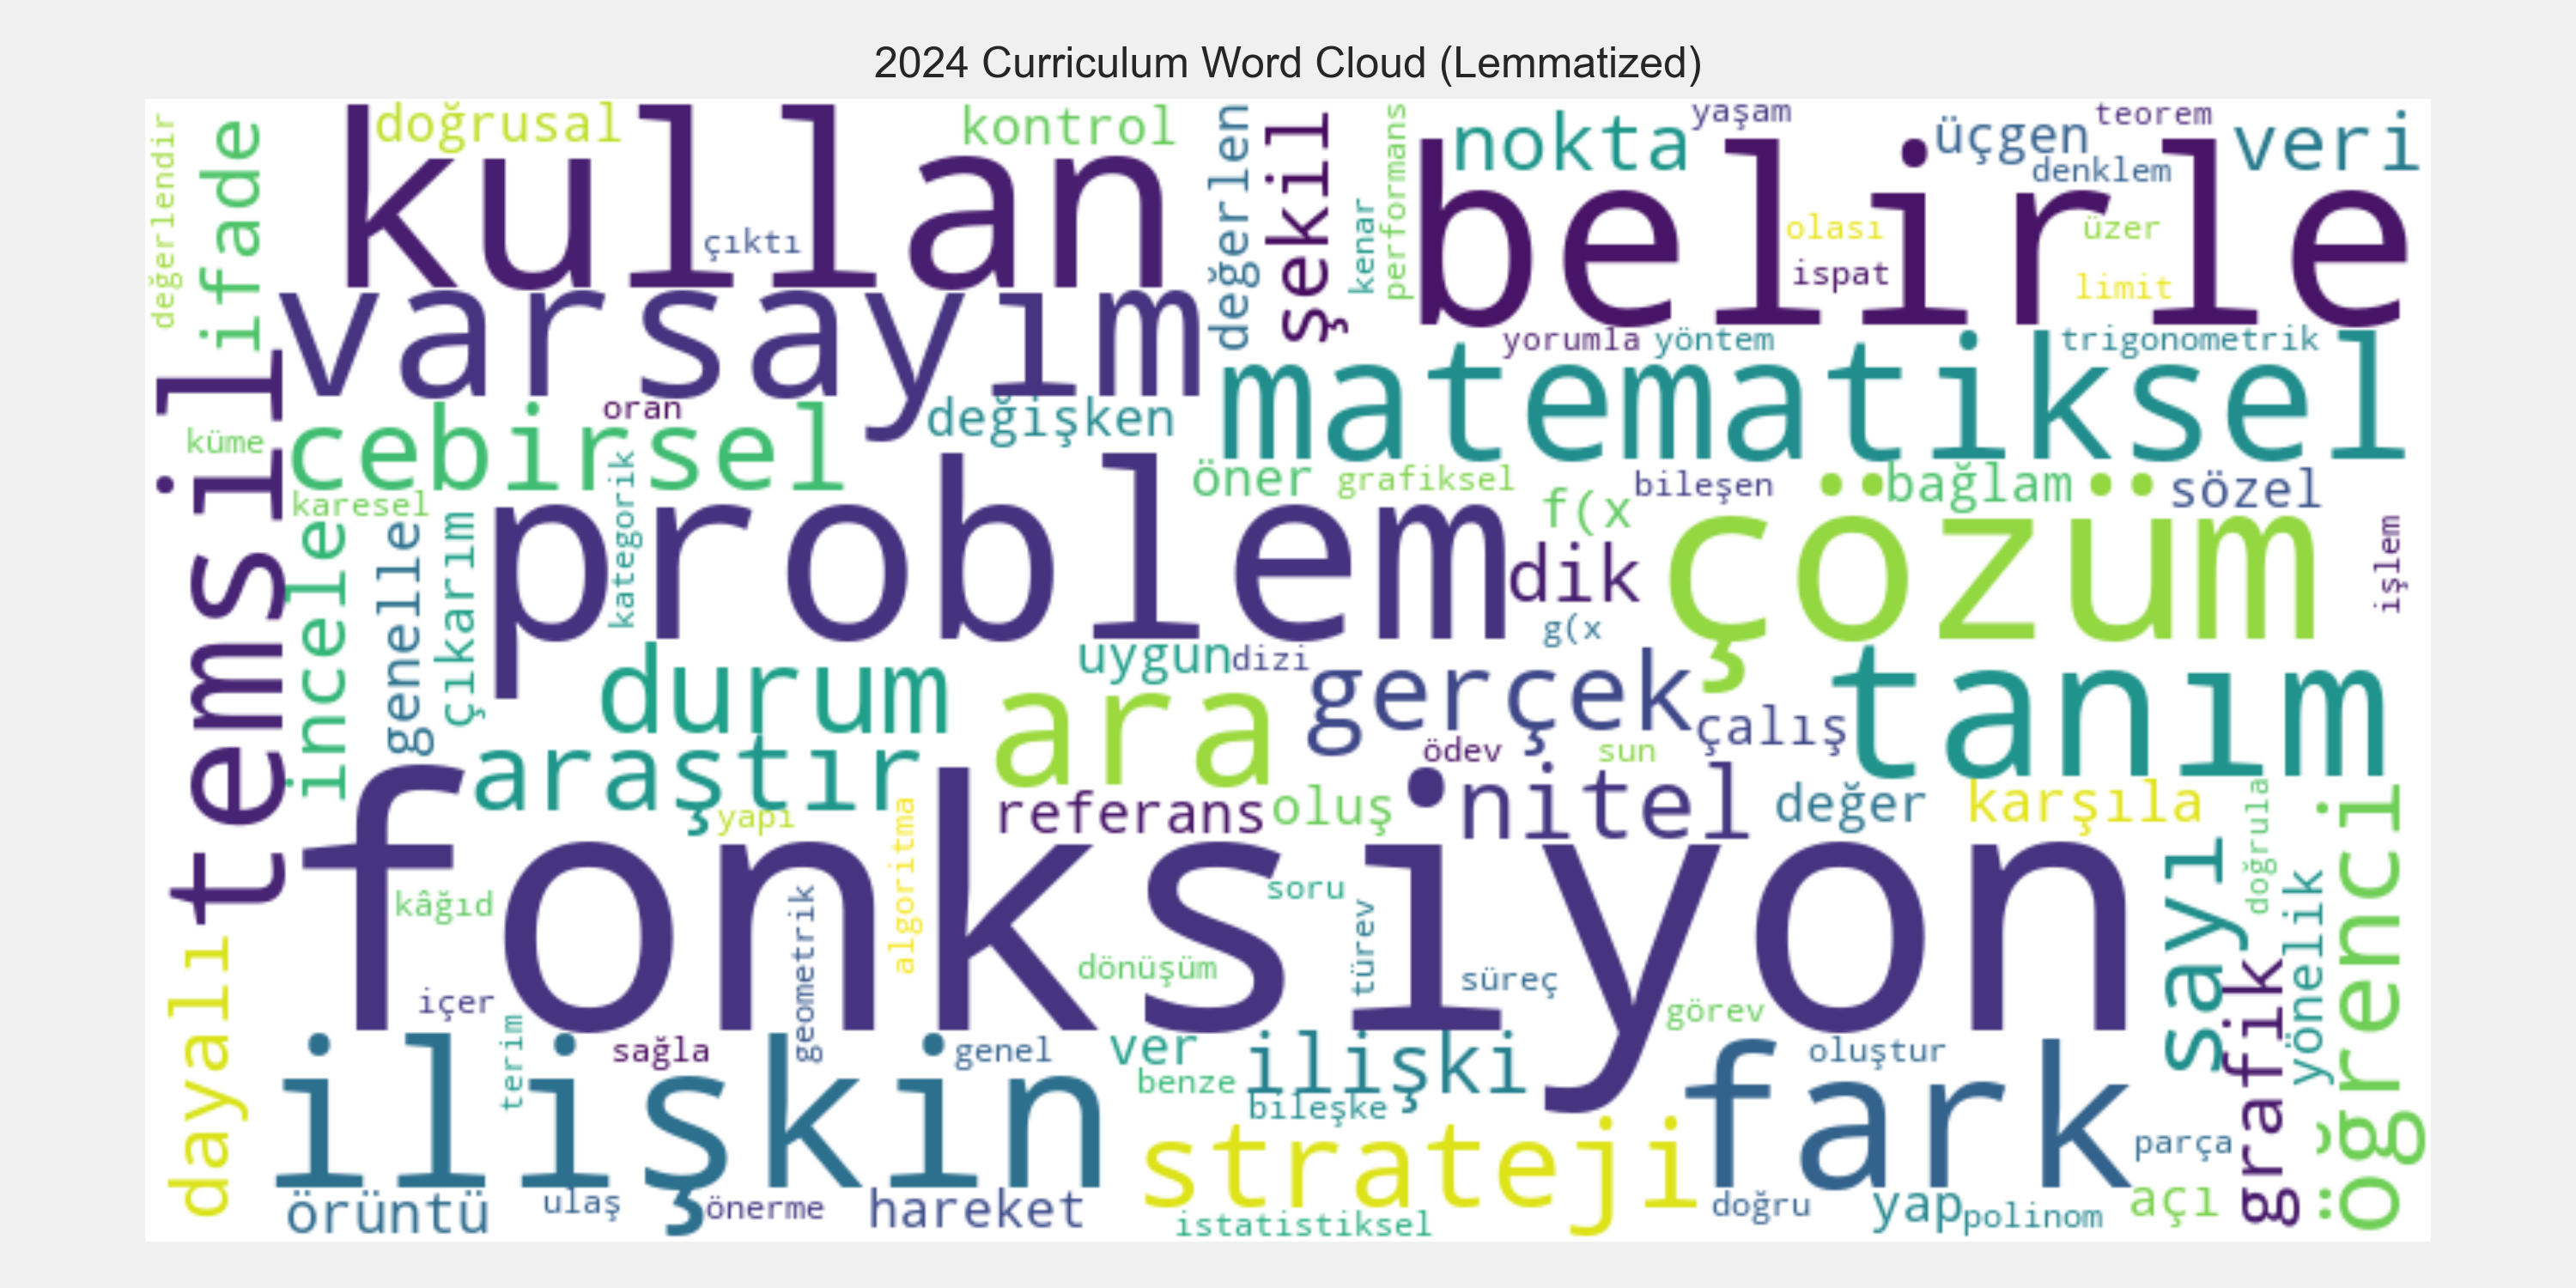 2024 Curriculum Word Cloud (Lemmatized)
değerlendir
ifade
doğrusal
kullan
kontrol
çıktı
değerlen
şekil
kenar
performans
nokta
yaşam
belirle
üçgen
teorem
denklem
veri
olası
üzer
ispat
limit
varsayım
yorumla
yöntem
trigonometrik
matematiksel
temsil
küme
cebirsel
oran
değişken
karesel
kategorik
öner
grafiksel
f(x
bileşen
bağlam
sözel
incele
genelle
çıkarım
problem
dik
çözüm
işlem
g(x
durum
uygun
dizi
ara
gerçek
çalış
tanım
araştır
ödev
sun
yapı
algoritma
referans
oluş
nitel
değer
karşıla
doğrula
fonksiyon
kâğıd
geometrik
soru
türev
dönüşüm
süreç
görev
sayı
yönelik
öğrenci
grafik
dayalı
içer
terim
sağla
genel
ver
benze
ilişki
bileşke
oluştur
ilişkin
strateji
fark
parça
örüntü
ulaş
önerme
hareket
istatistiksel
doğru
yap
polinom
açı